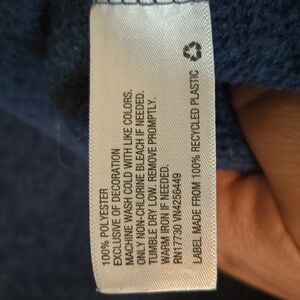 100% POLYESTER
EXCLUSIVE OF DECORATION
MACHINE WASH COLD WITH LIKE COLORS.
ONLY NON-CHLORINE BLEACH IF NEEDED.
TUMBLE DRY LOW. REMOVE PROMPTLY.
WARM IRON IF NEEDED.
RN17730 VN4256449
LABEL MADE FROM 100% RECYCLED PLASTIC